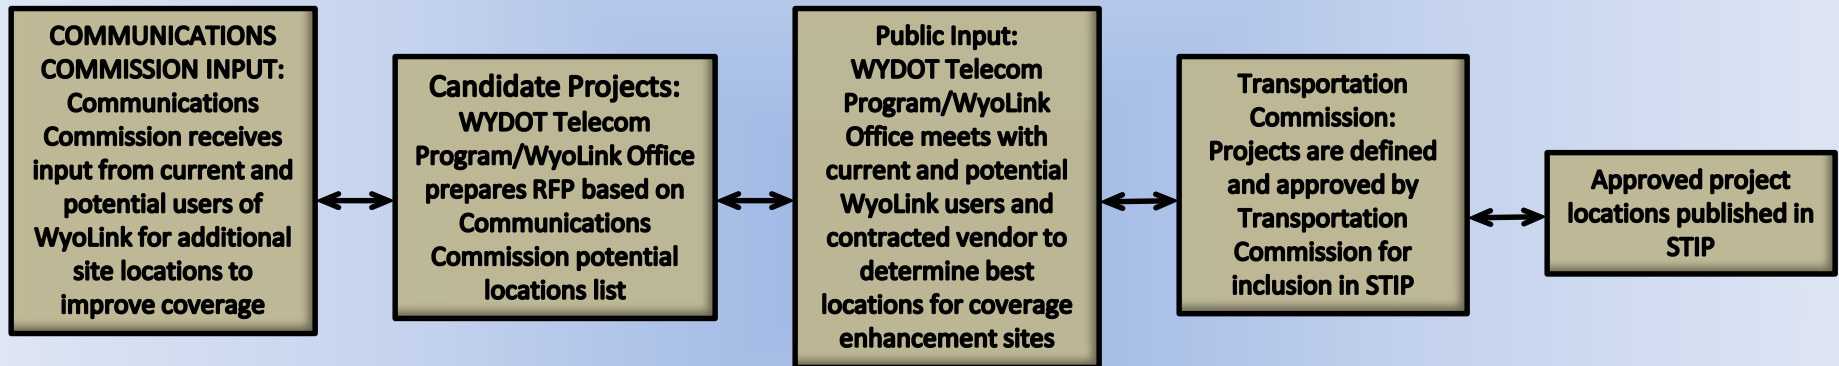 COMMUNICATIONS
COMMISSION INPUT:
Communications
Commission receives
input from current and
potential users of
WyoLink for additional
site locations to
improve coverage
Candidate Projects:
WYDOT Telecom
Program/WyoLink Office
prepares RFP based on
Communications
Commission potential
locations list
Public Input:
WYDOT Telecom
Program/WyoLink
Office meets with
current and potential
WyoLink users and
contracted vendor to
determine best
locations for coverage
enhancement sites
Transportation
Commission:
Projects are defined
and approved by
Transportation
Commission for
inclusion in STIP
Approved project
locations published in
STIP